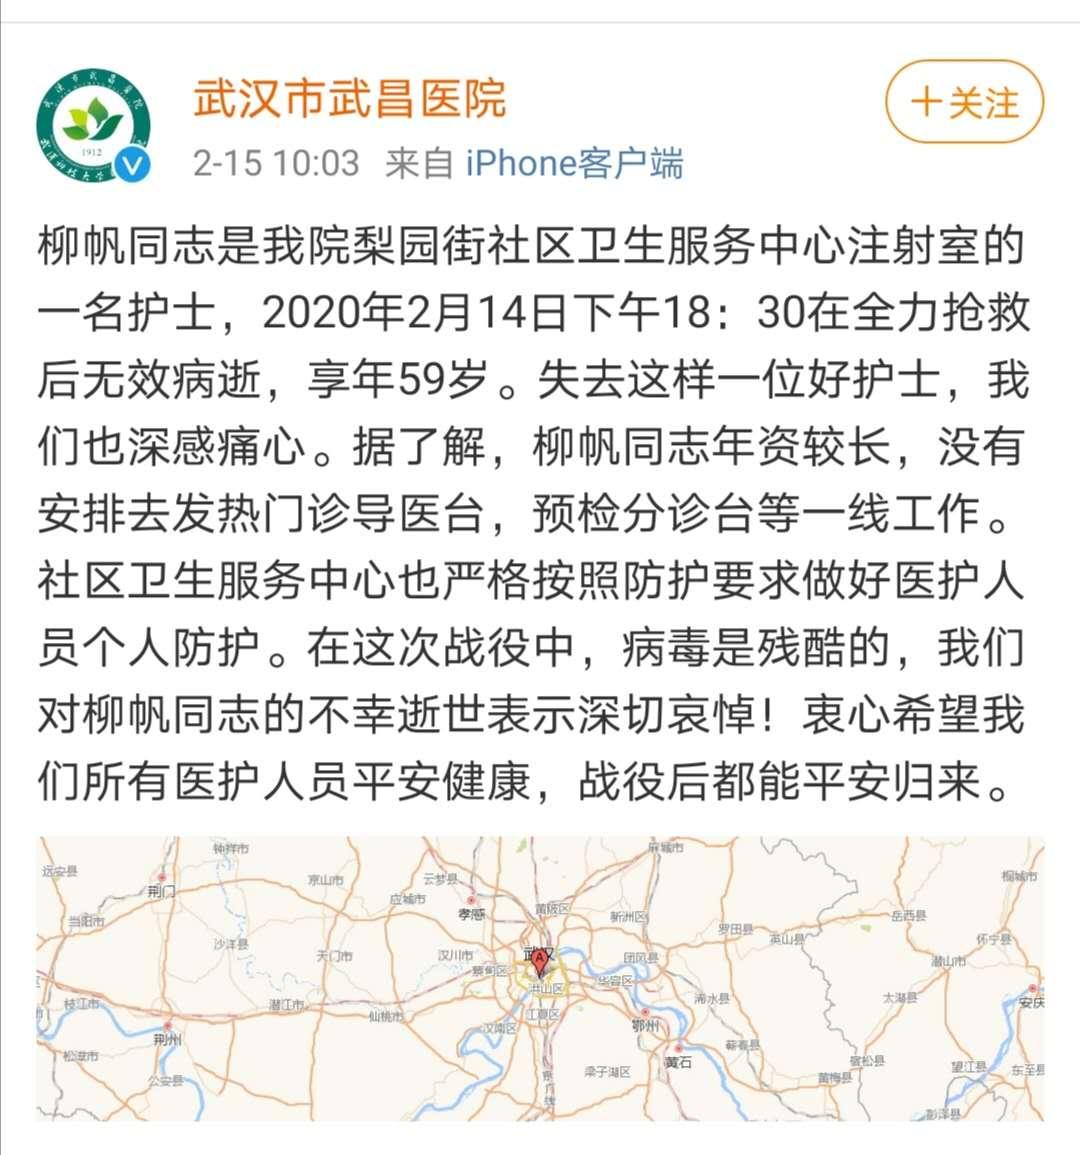 武汉市武昌医院
+关注
2-15 10:03 来自 iPhone客户端
1912
柳帆同志是我院梨园街社区卫生服务中心注射室的
一名护士，2020年2月14日下午18：30在全力抢救
后无效病逝，享年59岁。失去这样一位好护士，我
们也深感痛心。据了解，柳帆同志年资较长，没有
安排去发热门诊导医台，预检分诊台等一线工作。
社区卫生服务中心也严格按照防护要求做好医护人
员个人防护。在这次战役中，病毒是残酷的，我们
对柳帆同志的不幸逝世表示深切哀悼！衷心希望我
们所有医护人员平安健康，战役后都能平安归来。
钟祥市
麻城市
远安县
荆门
京山市
云梦县
桐城市
应城市
孝感
黄陂区
新洲区
岳西县
当阳市
罗田县
英山县
怀宁县
沙洋县
天门市
汉川市
武汉
A
团风县
潜山市
蔡甸区
洪山区
华容区
枝江市
潜江市
仙桃市
江夏区
浠水县
太湖县
安庆
荆州
汉南区
鄂州
蕲春县
松滋市
黄石
宿松县
望江县
东至县
公安县
梁子湖区
黄梅县
京广线
彭泽县